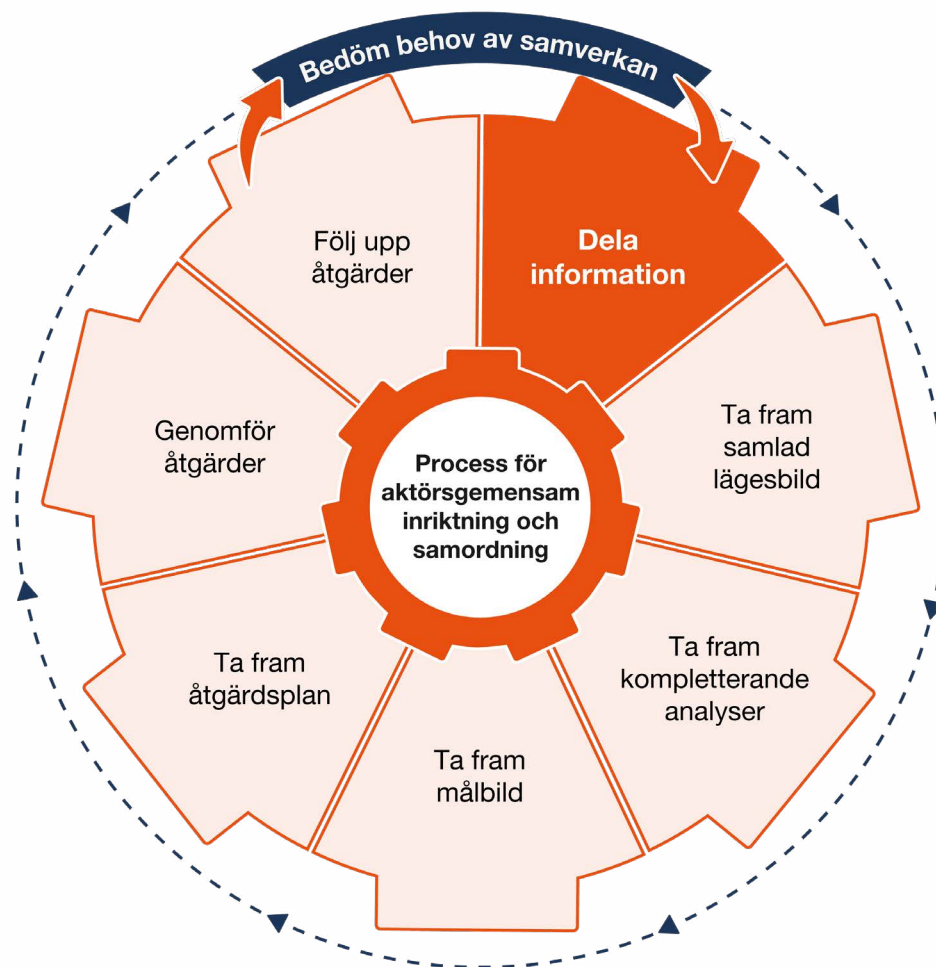 Bedöm behov av samverkan
Dela
information
Ta fram
samlad
lägesbild
Ta fram
kompletterande
analyser
Ta fram
målbild
Ta fram
åtgärdsplan
Genomför
åtgärder
Följ upp
åtgärder
Process för
aktörsgemensam
inriktning och
samordning